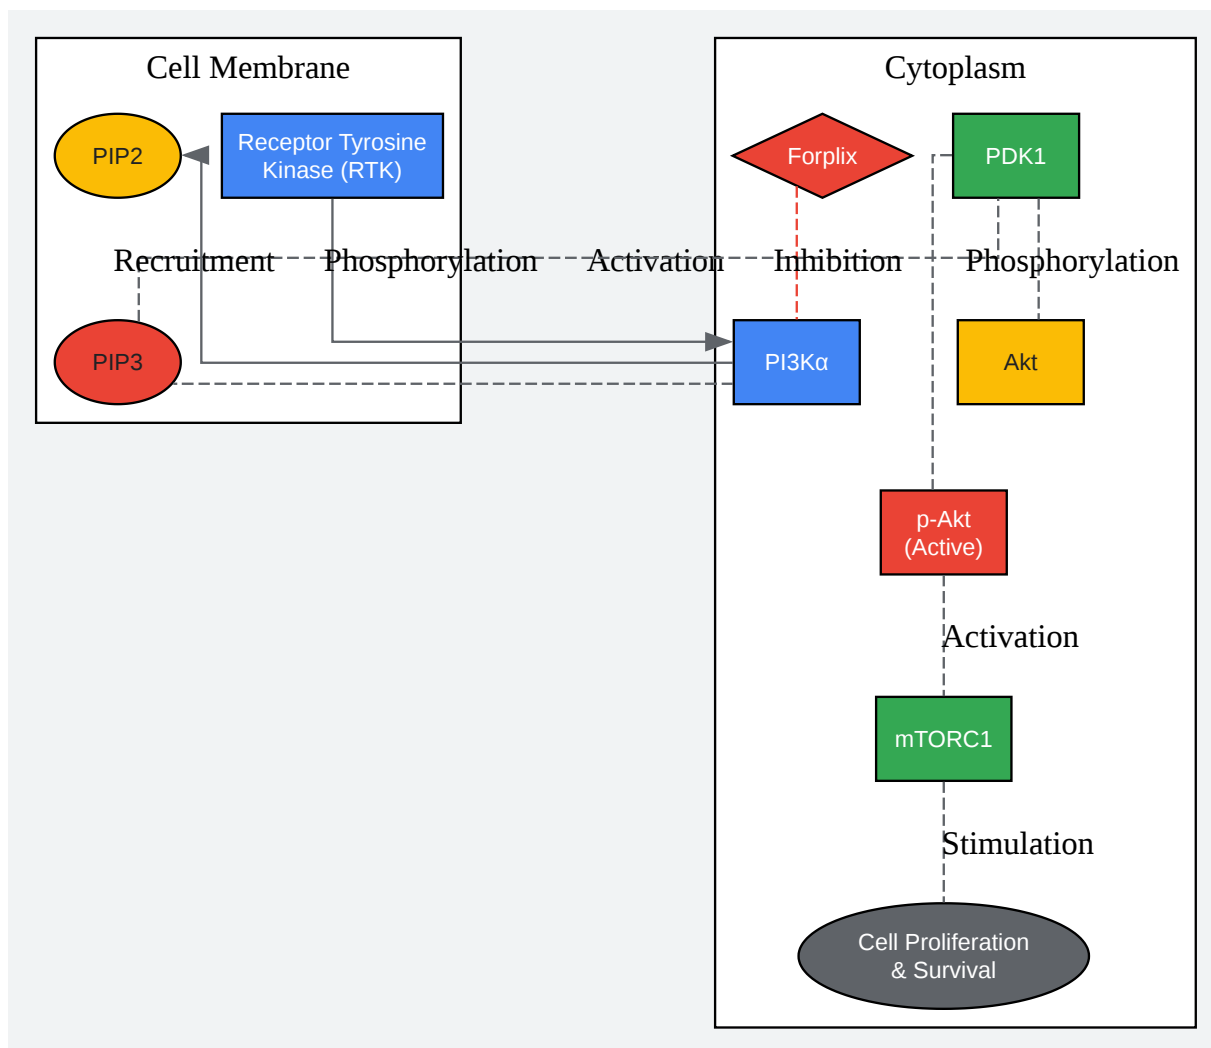 Cell Membrane
Cytoplasm
PIP2
Receptor Tyrosine
Kinase (RTK)
Forplix
PDK1
Recruitment
Phosphorylation
Activation
Inhibition
Phosphorylation
PIP3
PI3Kα
Akt
p-Akt
(Active)
Activation
mTORC1
Stimulation
Cell Proliferation
& Survival